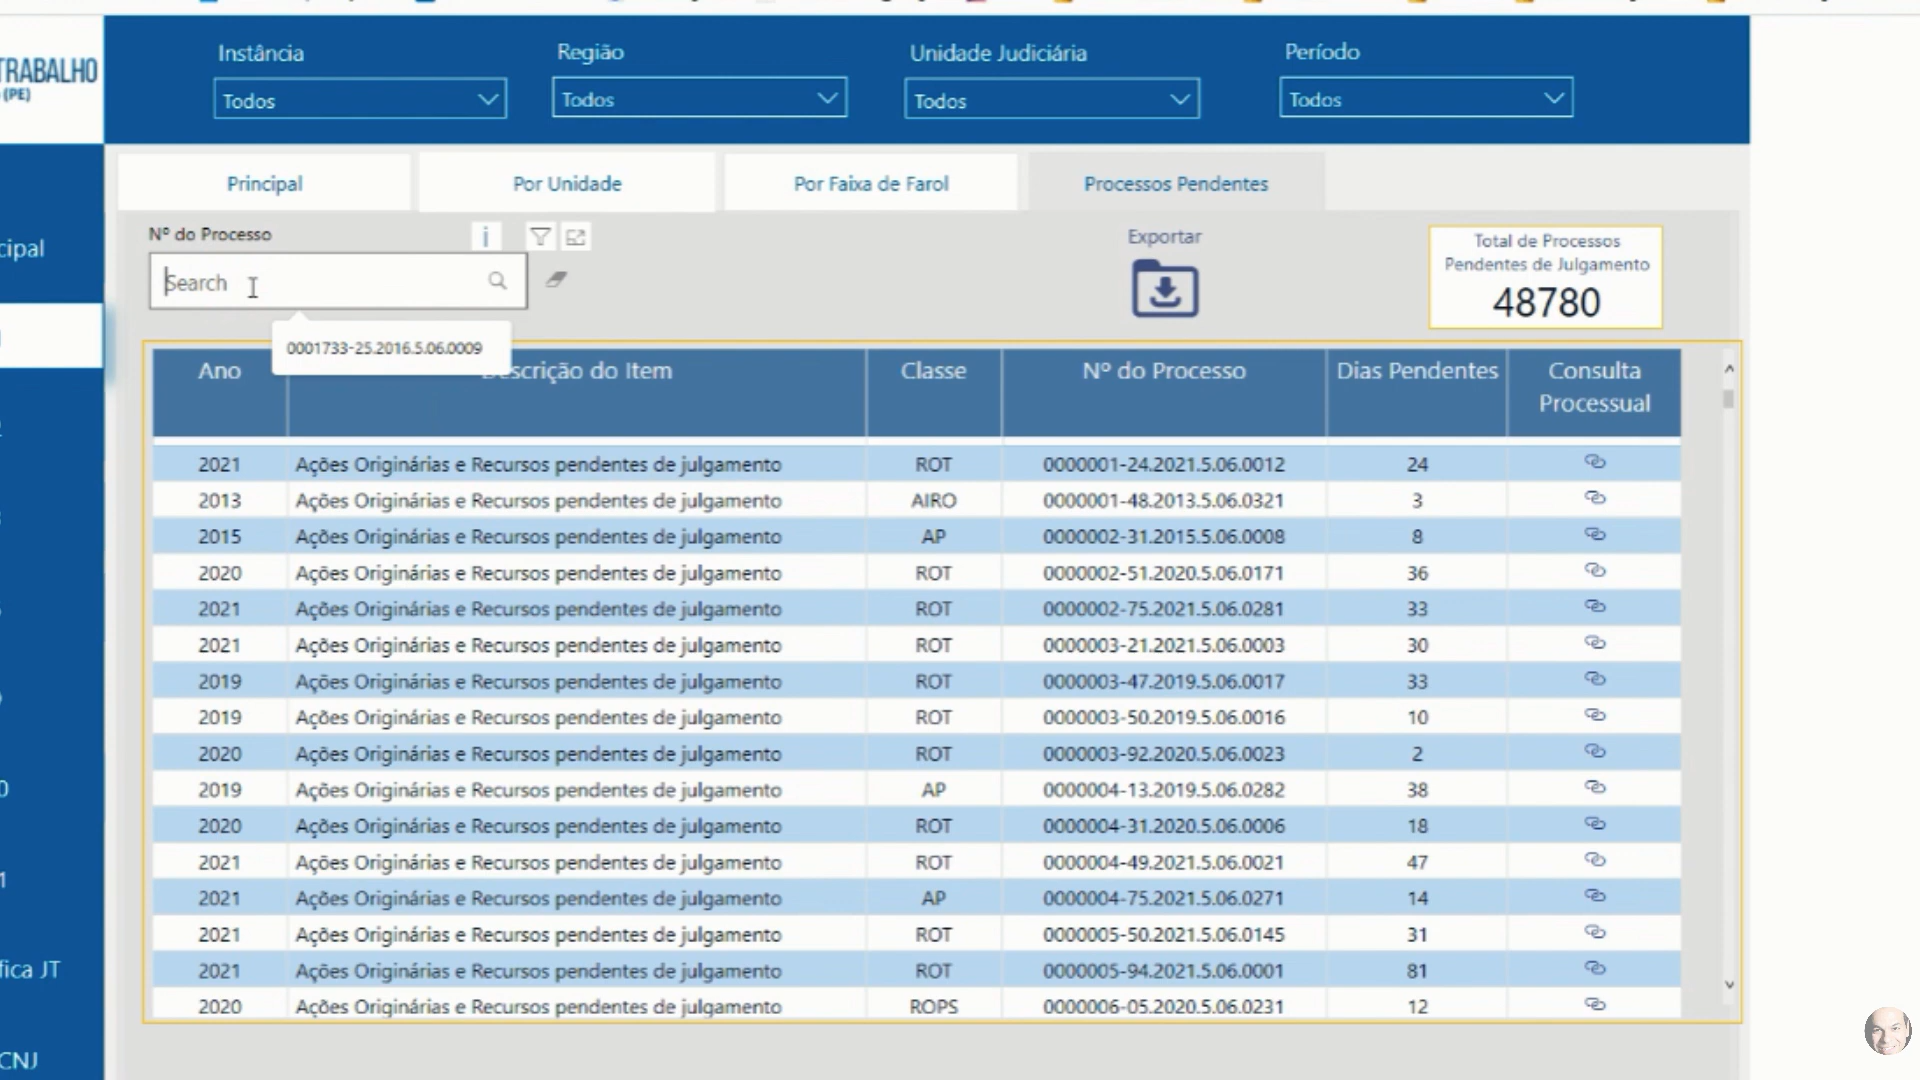 TRABALHO
(PE)
Instância
Região
Unidade Judiciária
Período
Todos
Todos
Todos
Todos
Principal
Por Unidade
Por Faixa de Farol
Processos Pendentes
cipal
Nº do Processo
i
Search
0001733-25.2016.5.06.0009
Exportar
Total de Processos
Pendentes de Julgamento
48780
Ano
escrição do Item
Classe
Nº do Processo
Dias Pendentes
Consulta
Processual
2021 Ações Originárias e Recursos pendentes de julgamento ROT 0000001-24.2021.5.06.0012 24
2013 Ações Originárias e Recursos pendentes de julgamento AIRO 0000001-48.2013.5.06.0321 3
2015 Ações Originárias e Recursos pendentes de julgamento AP 0000002-31.2015.5.06.0008 8
2020 Ações Originárias e Recursos pendentes de julgamento ROT 0000002-51.2020.5.06.0171 36
2021 Ações Originárias e Recursos pendentes de julgamento ROT 0000002-75.2021.5.06.0281 33
2021 Ações Originárias e Recursos pendentes de julgamento ROT 0000003-21.2021.5.06.0003 30
2019 Ações Originárias e Recursos pendentes de julgamento ROT 0000003-47.2019.5.06.0017 33
2019 Ações Originárias e Recursos pendentes de julgamento ROT 0000003-50.2019.5.06.0016 10
2020 Ações Originárias e Recursos pendentes de julgamento ROT 0000003-92.2020.5.06.0023 2
2019 Ações Originárias e Recursos pendentes de julgamento AP 0000004-13.2019.5.06.0282 38
2020 Ações Originárias e Recursos pendentes de julgamento ROT 0000004-31.2020.5.06.0006 18
2021 Ações Originárias e Recursos pendentes de julgamento ROT 0000004-49.2021.5.06.0021 47
2021 Ações Originárias e Recursos pendentes de julgamento AP 0000004-75.2021.5.06.0271 14
2021 Ações Originárias e Recursos pendentes de julgamento ROT 0000005-50.2021.5.06.0145 31
2021 Ações Originárias e Recursos pendentes de julgamento ROT 0000005-94.2021.5.06.0001 81
2020 Ações Originárias e Recursos pendentes de julgamento ROPS 0000006-05.2020.5.06.0231 12
0
1
fica JT
CNJ